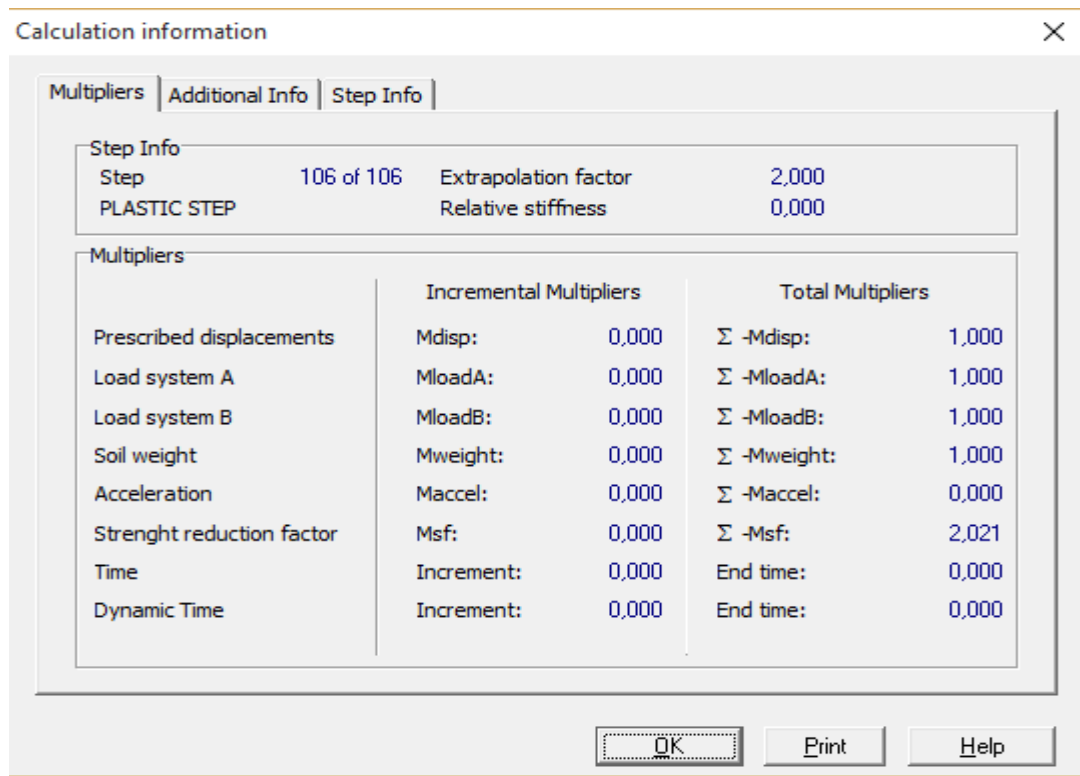 Calculation information
Multipliers Additional Info Step Info
Step Info
Step 106 of 106 Extrapolation factor 2,000
PLASTIC STEP Relative stiffness 0,000
Multipliers
Incremental Multipliers Total Multipliers
Prescribed displacements Mdisp: 0,000 Σ -Mdisp: 1,000
Load system A MloadA: 0,000 Σ -MloadA: 1,000
Load system B MloadB: 0,000 Σ -MloadB: 1,000
Soil weight Mweight: 0,000 Σ -Mweight: 1,000
Acceleration Maccel: 0,000 Σ -Maccel: 0,000
Strenght reduction factor Msf: 0,000 Σ -Msf: 2,021
Time Increment: 0,000 End time: 0,000
Dynamic Time Increment: 0,000 End time: 0,000
OK Print Help